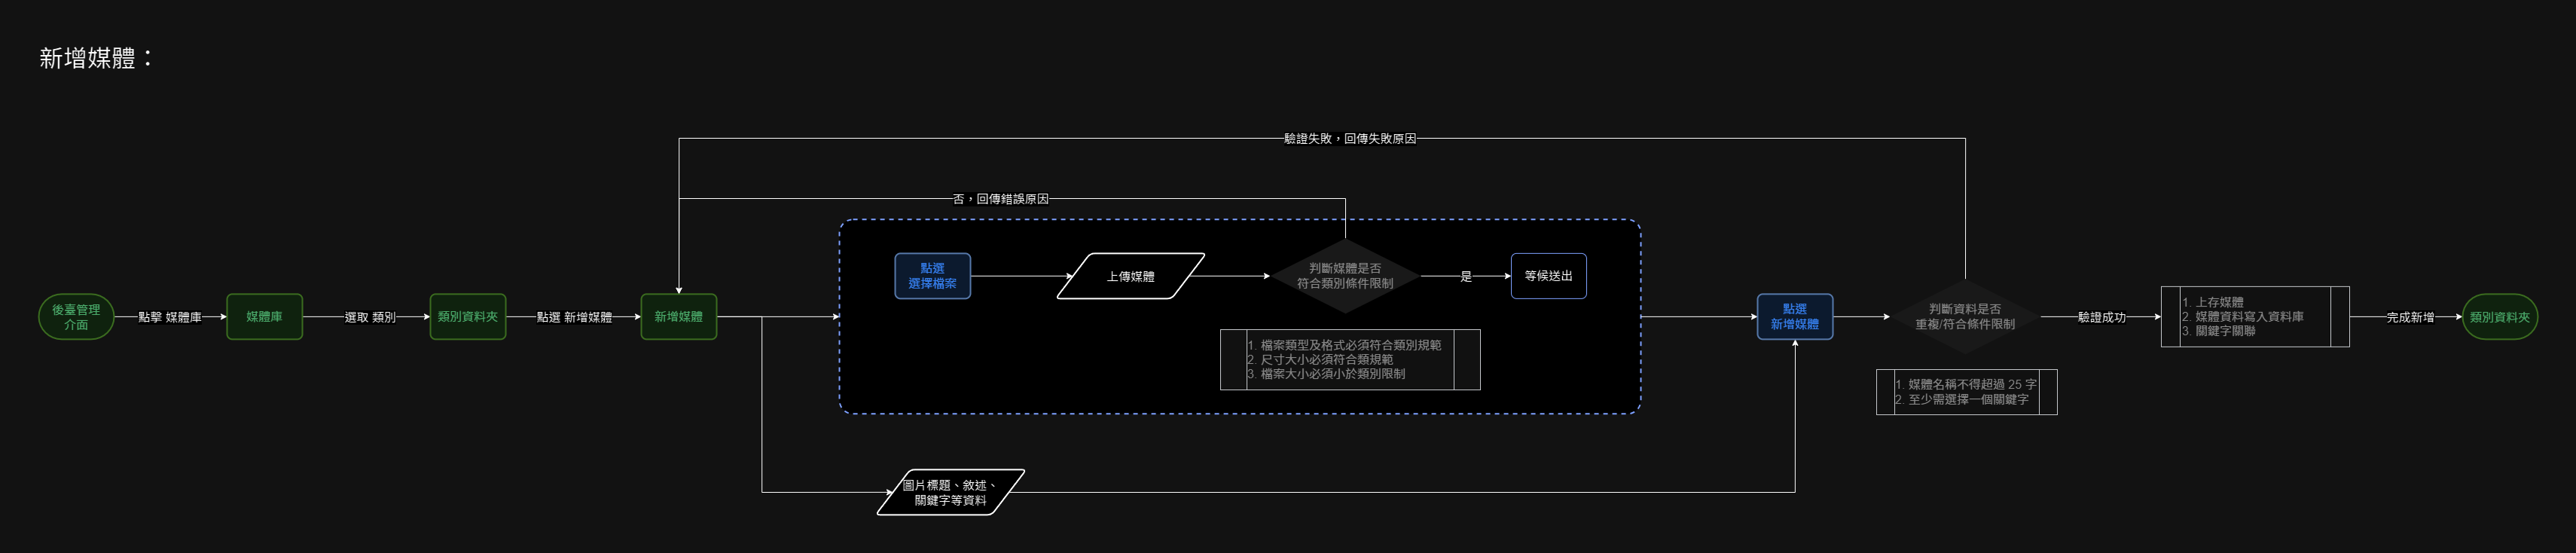 新增媒體：
驗證失敗，回傳失敗原因
否，回傳錯誤原因
後臺管理
介面
點擊 媒體庫
媒體庫
選取 類別
類別資料夾
點選 新增媒體
新增媒體
點選
選擇檔案
上傳媒體
判斷媒體是否
符合類別條件限制
是
等候送出
1. 檔案類型及格式必須符合類別規範
2. 尺寸大小必須符合類規範
3. 檔案大小必須小於類別限制
圖片標題、敘述、
關鍵字等資料
點選
新增媒體
判斷資料是否
重複/符合條件限制
1. 媒體名稱不得超過 25 字
2. 至少需選擇一個關鍵字
驗證成功
1. 上存媒體
2. 媒體資料寫入資料庫
3. 關鍵字關聯
完成新增
類別資料夾